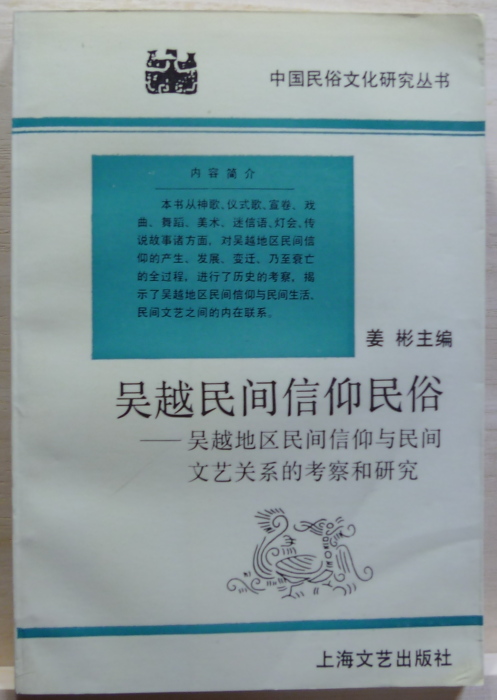 中国民俗文化研究丛书
内容简介
本书从神歌、仪式歌、宣卷、戏
曲、舞蹈、美术、迷信语、灯会、传
说故事诸方面，对吴越地区民间信
仰的产生、发展、变迁、乃至衰亡
的全过程，进行了历史的考察，揭
示了吴越地区民间信仰与民间生活、
民间文艺之间的内在联系。
姜 彬主编
吴越民间信仰民俗
——吴越地区民间信仰与民间
文艺关系的考察和研究
上海文艺出版社